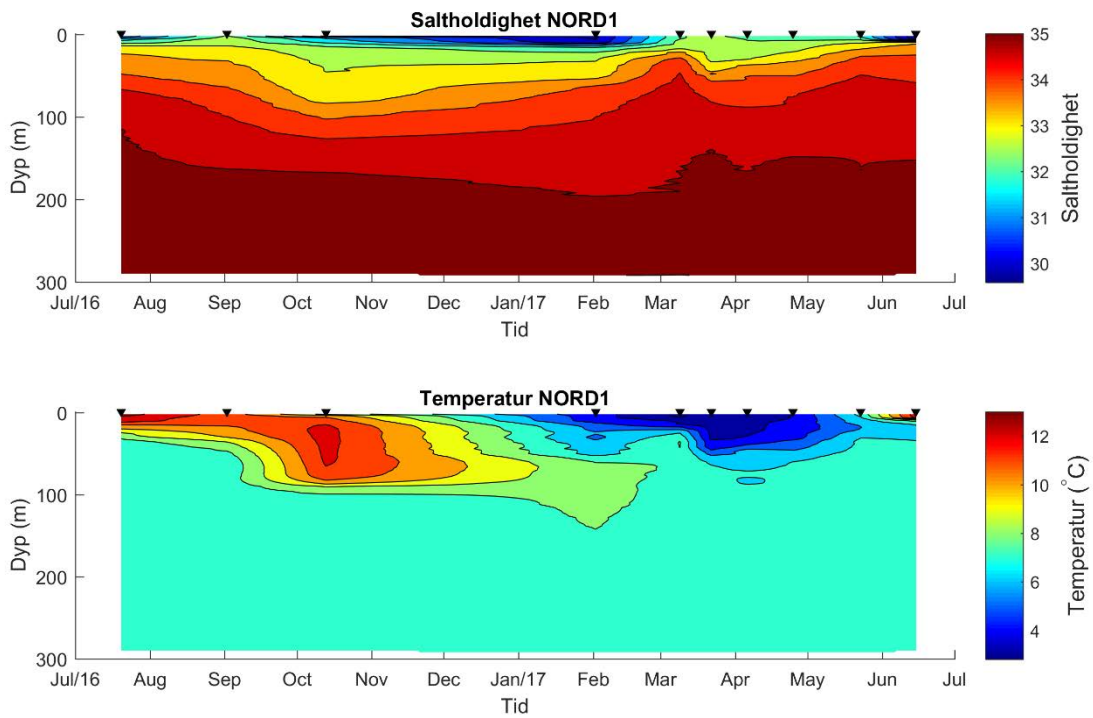 Saltholdighet NORD1
0
100
200
300
Dyp (m)
Jul/16 Aug Sep Oct Nov Dec Jan/17 Feb Mar Apr May Jun Jul
Tid
35
34
33
32
31
30
Saltholdighet
Temperatur NORD1
0
100
200
300
Dyp (m)
Jul/16 Aug Sep Oct Nov Dec Jan/17 Feb Mar Apr May Jun Jul
Tid
12
10
8
6
4
Temperatur (°C)